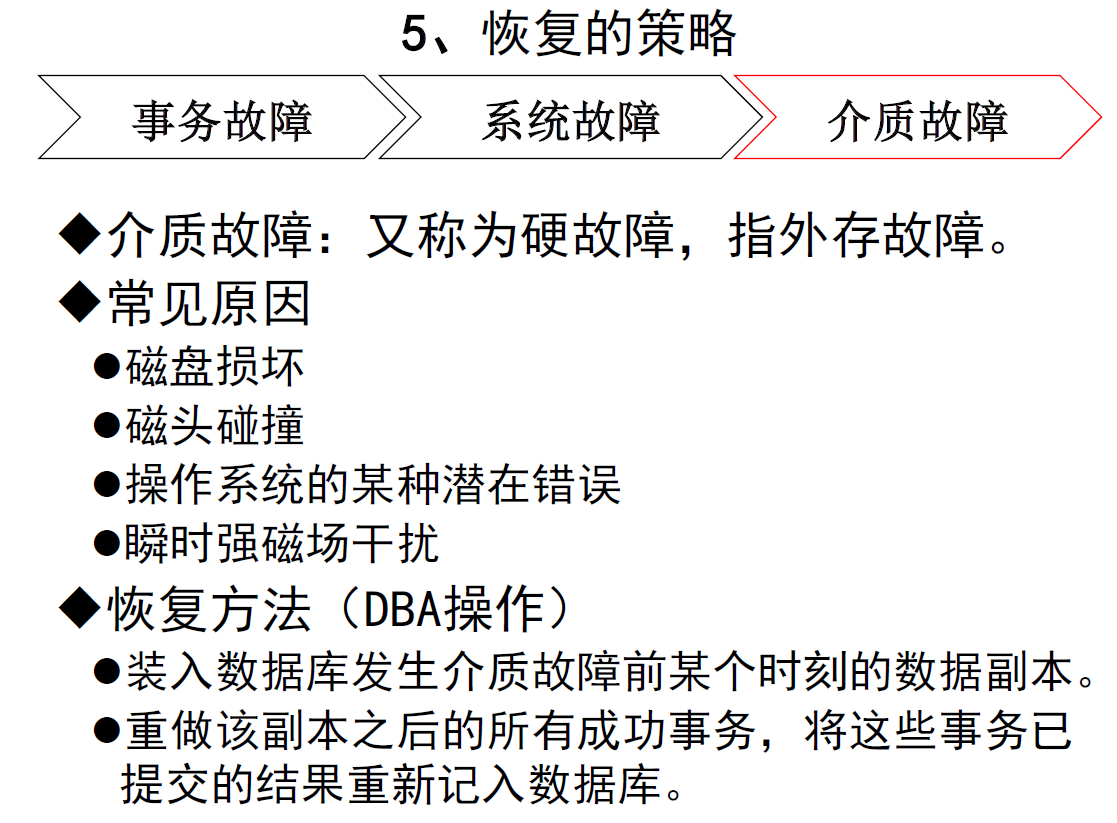 5、恢复的策略
事务故障 系统故障 介质故障
◆介质故障：又称为硬故障，指外存故障。
◆常见原因
●磁盘损坏
●磁头碰撞
●操作系统的某种潜在错误
●瞬时强磁场干扰
◆恢复方法（DBA操作）
●装入数据库发生介质故障前某个时刻的数据副本。
●重做该副本之后的所有成功事务，将这些事务已
提交的结果重新记入数据库。